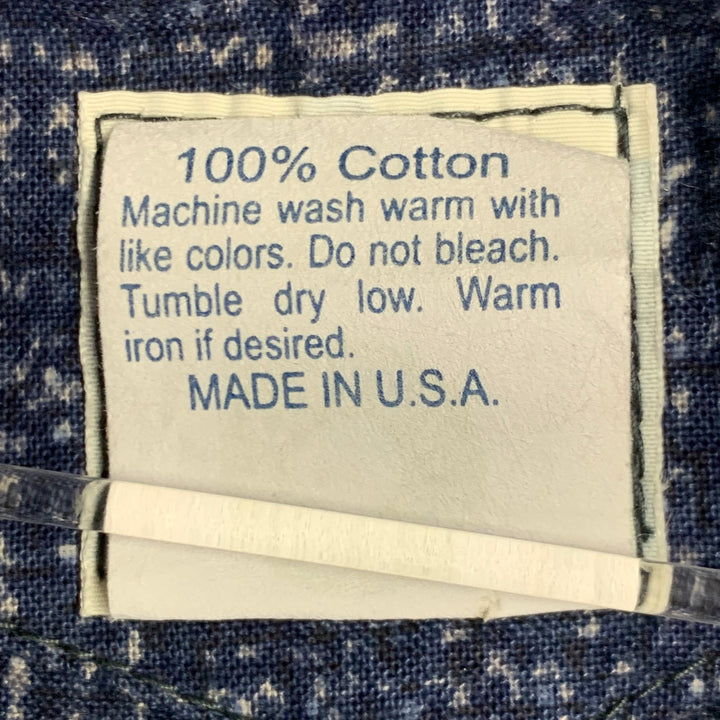 100% Cotton
Machine wash warm with
like colors. Do not bleach.
Tumble dry low. Warm
iron if desired.
MADE IN U.S.A.